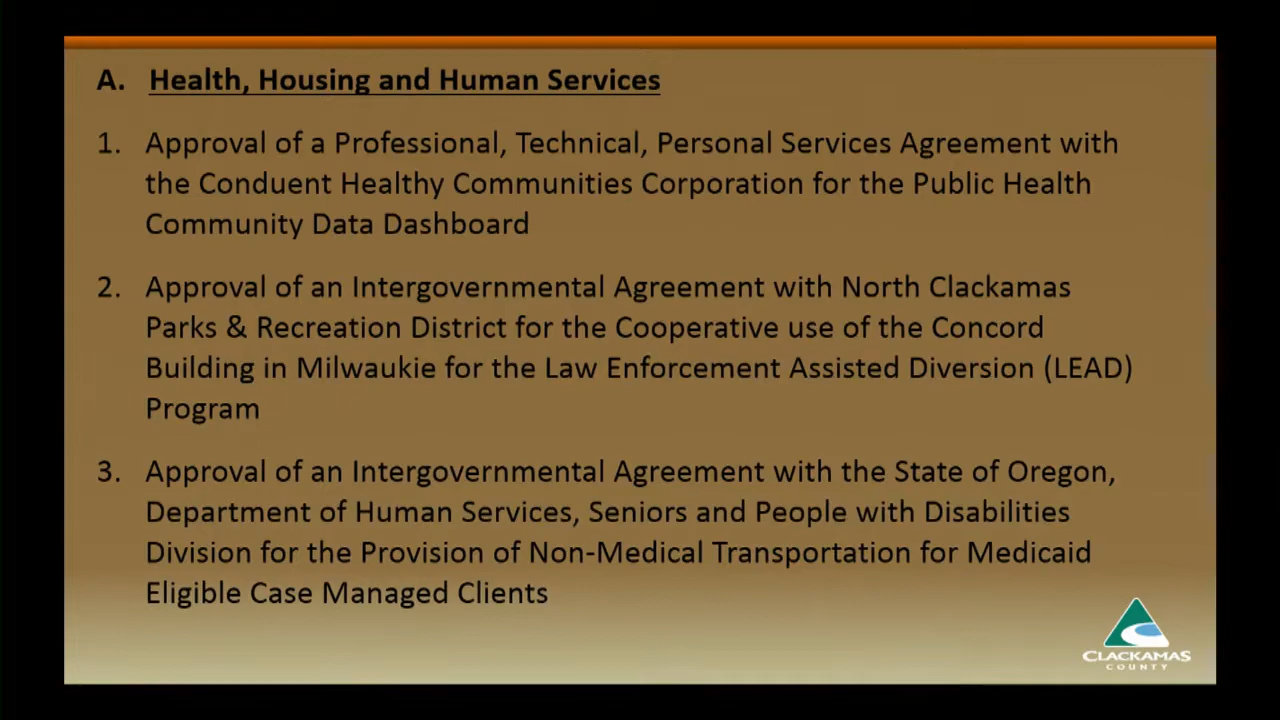 A. Health, Housing and Human Services
1. Approval of a Professional, Technical, Personal Services Agreement with
the Conduent Healthy Communities Corporation for the Public Health
Community Data Dashboard
2. Approval of an Intergovernmental Agreement with North Clackamas
Parks & Recreation District for the Cooperative use of the Concord
Building in Milwaukie for the Law Enforcement Assisted Diversion (LEAD)
Program
3. Approval of an Intergovernmental Agreement with the State of Oregon,
Department of Human Services, Seniors and People with Disabilities
Division for the Provision of Non-Medical Transportation for Medicaid
Eligible Case Managed Clients
CLACKAMAS
COUNTY